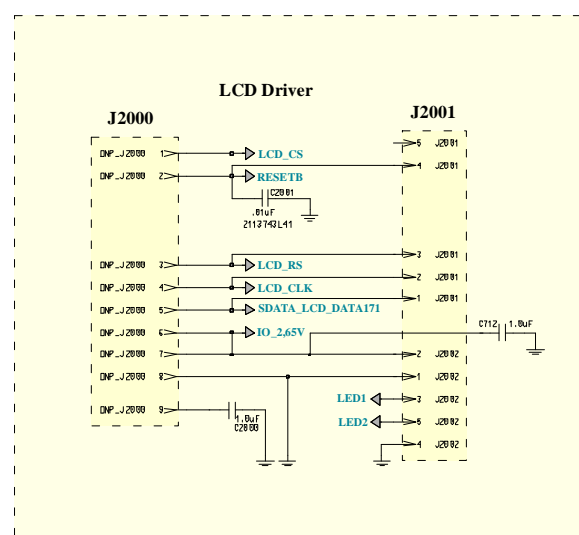 LCD Driver
J2000
J2001
5 J2001
DNP_J2000 1 LCD_CS
4 J2001
DNP_J2000 2 RESETB
C2001
.01uF
2113743L41
3 J2001
DNP_J2000 3 LCD_RS
2 J2001
DNP_J2000 4 LCD_CLK
1 J2001
DNP_J2000 5 SDATA_LCD_DATA171
DNP_J2000 6 IO_2,65V
C712 1.0uF
DNP_J2000 7
2 J2002
DNP_J2000 8
1 J2002
LED1 3 J2002
DNP_J2000 9
1.0uF
LED2
J2002
4 J2002